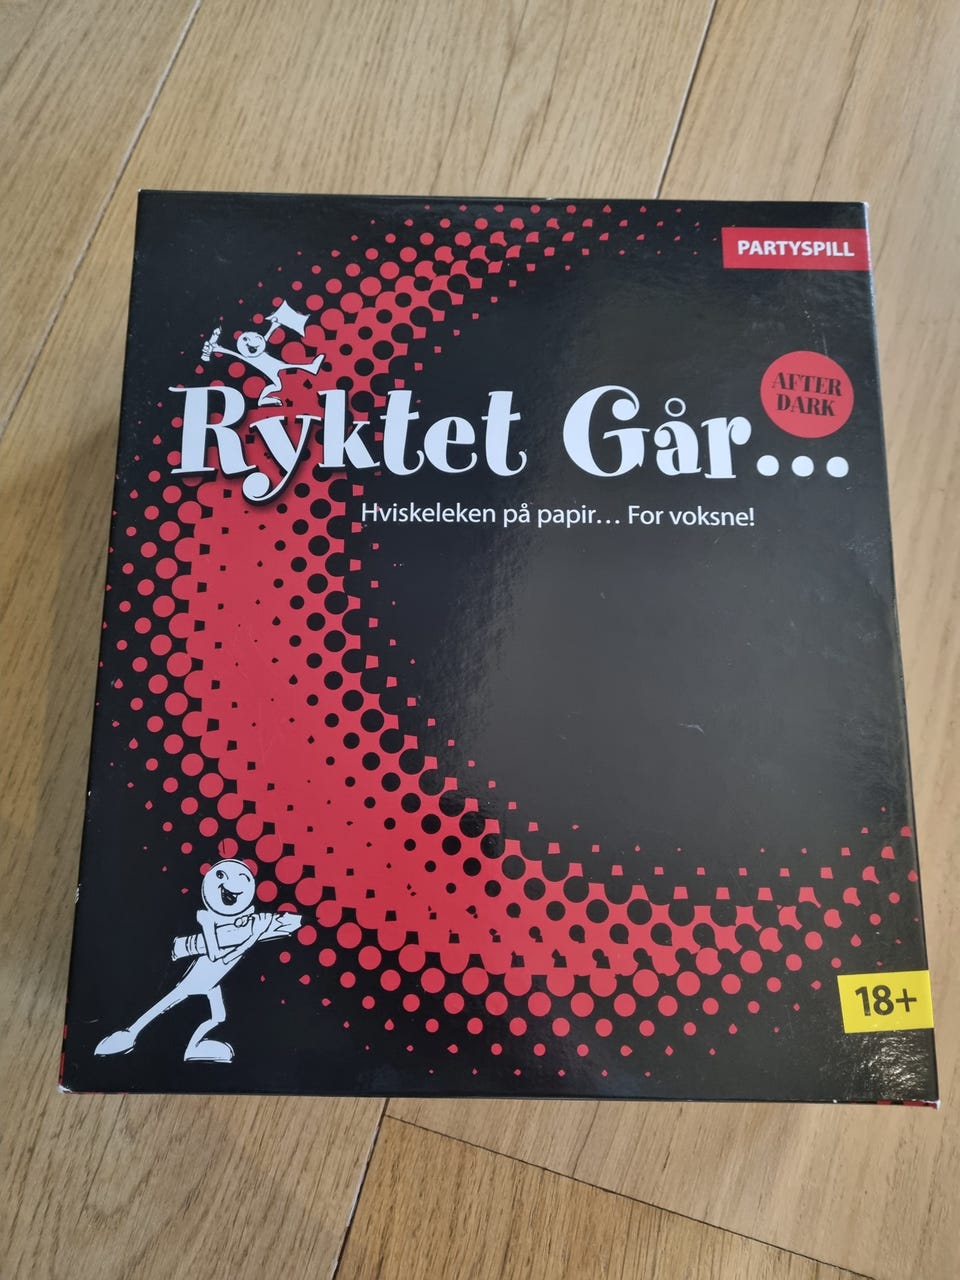 PARTYSPILL
AFTER
DARK
Ryktet Går...
Hviskeleken på papir... For voksne!
18+